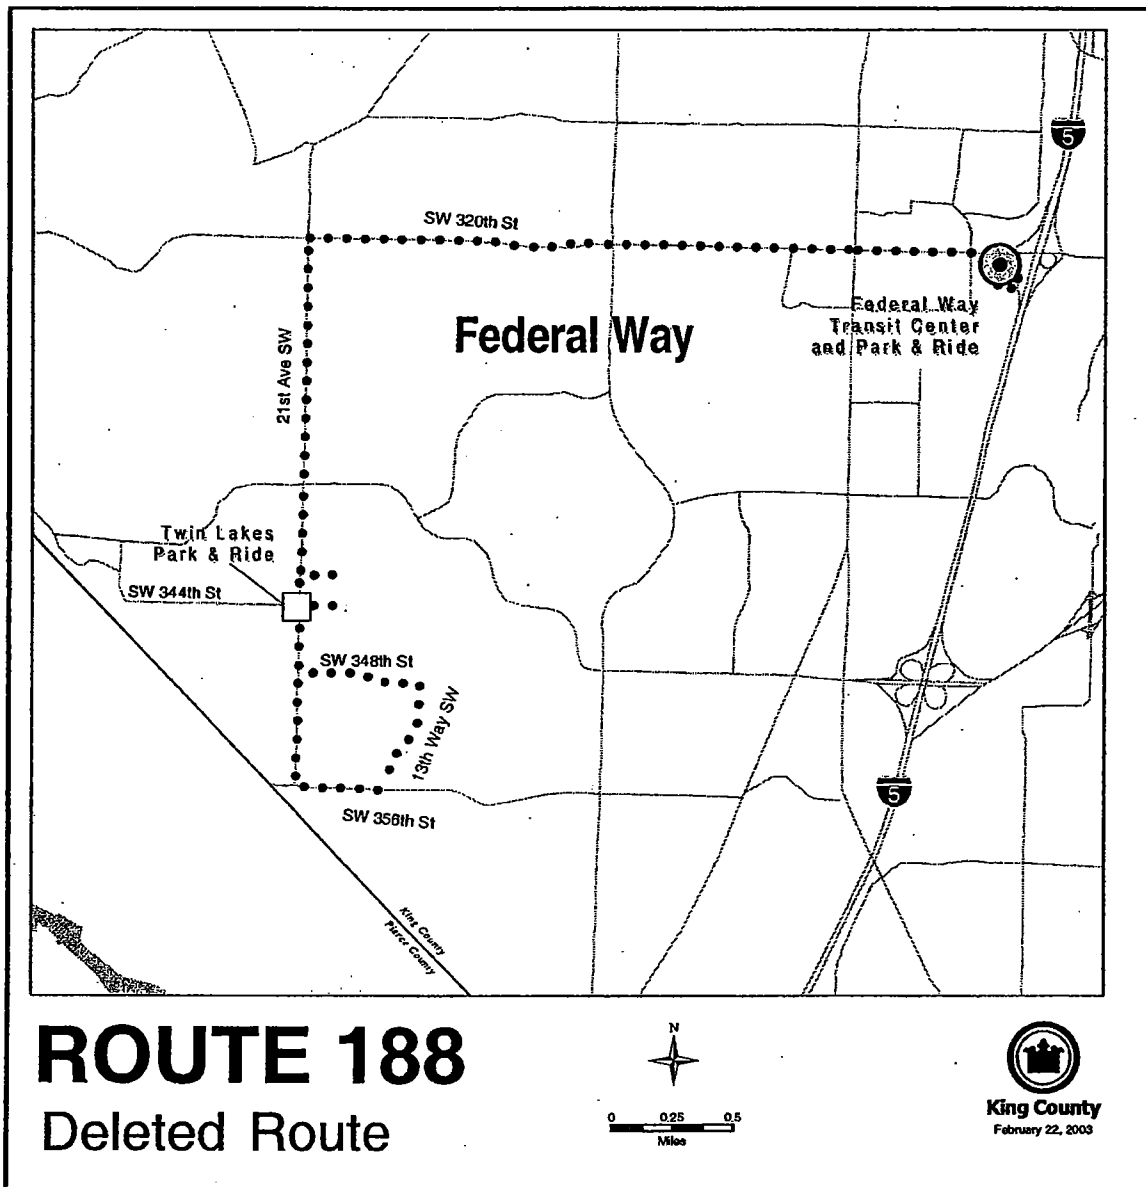 5
SW 320th St
Federal Way
Transit Center
and Park & Ride
Federal Way
21st Ave SW
Twin Lakes
Park & Ride
SW 344th St
SW 348th St
13th Way SW
SW 356th St
5
King County
Pierce County
ROUTE 188
Deleted Route
N
0 0.25 0.5
Miles
King County
February 22, 2003